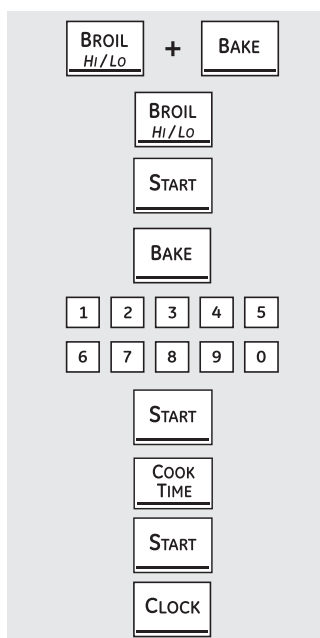 BROIL + BAKE
HI/LO
BROIL
HI/LO
START
BAKE
1 2 3 4 5
6 7 8 9 0
START
COOK
TIME
START
CLOCK